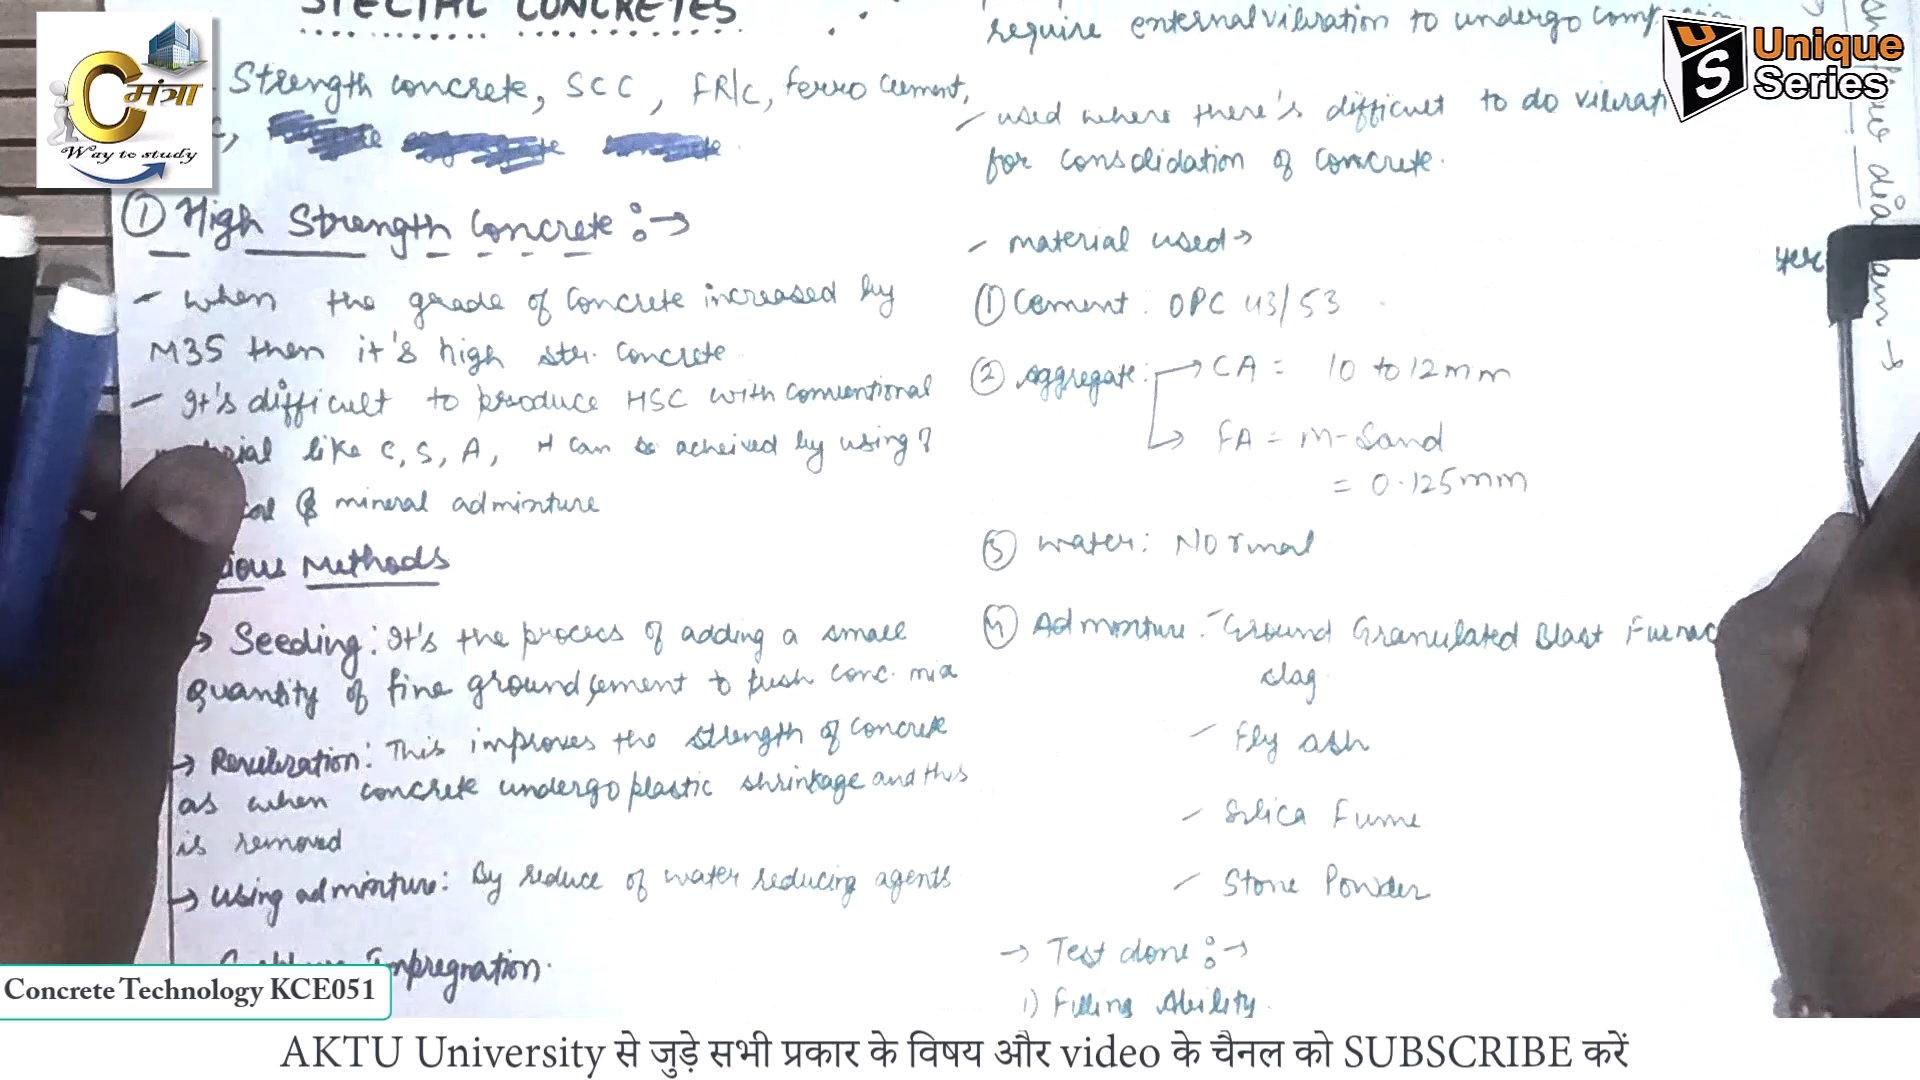 SPECIAL CONCRETES
Strength concrete, SCC, FR/C, ferro Cement,
① High Strength Concrete :→
– when the grade of Concrete increased by
M35 then it's high str. Concrete
– It's difficult to produce HSC with conventional
like C, S, A, it can be acheived by using
& mineral admixture
Methods
→ Seeding: It's the process of adding a small
quantity of fine ground cement to conc. mix
→ Revibration: This improves the strength of concrete
as when concrete undergo plastic shrinkage and this
is removed
→ using admixture: By reduce of water reducing agents
Impregnation.
require external vibration to undergo
– used where there's difficult to do
for consolidation of concrete.
– material used →
① Cement: OPC 43/53
② Aggregate: → CA = 10 to 12mm
→ FA = M-Sand
= 0.125mm
③ water: Normal
④ Admixture: – Ground Granulated Blast Furnac
slag
– Fly ash
– Silica Fume
– Stone Powder
→ Test done :→
1) Filling Ability.
C मंत्रा
Way to study
US
Unique
Series
Concrete Technology KCE051
AKTU University से जुड़े सभी प्रकार के विषय और video के चैनल को SUBSCRIBE करें